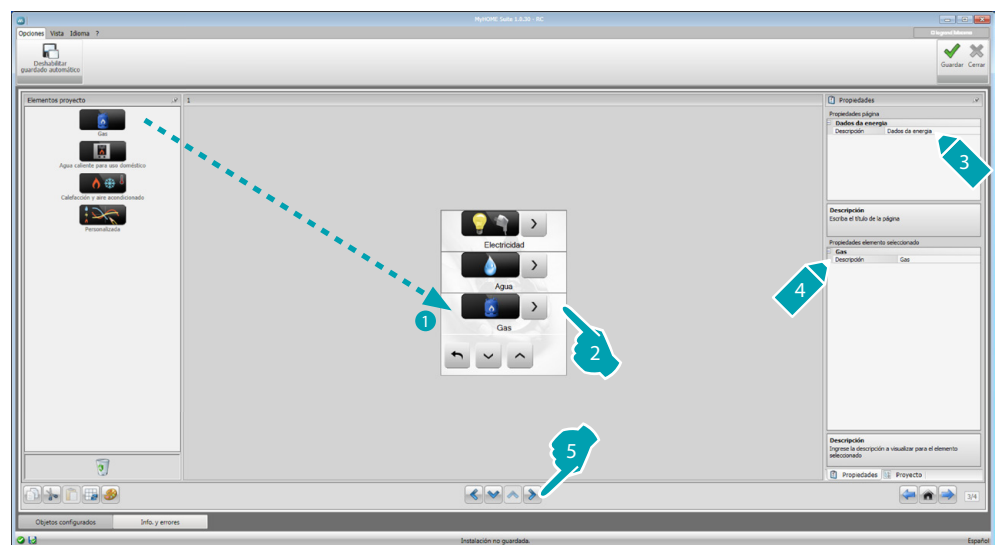 MyHOME Suite 1.6.30 - RC
Opciones Vista Idioma ?
Deshabilitar
guardado automático
Guardar Cerrar
Elementos proyecto
1
Gas
Agua caliente para uso doméstico
Calefacción y aire acondicionado
Personalizada
Electricidad
Agua
Gas
1
2
3
4
5
Propiedades
Propiedades página
Dados da energia
Descripción Dados da energia
Descripción
Escriba el título de la página
Propiedades elemento seleccionado
Gas
Descripción Gas
Descripción
Ingrese la descripción a visualizar para el elemento
seleccionado
Propiedades Proyecto
3/4
Objetos configurados Info. y errores
Instalación no guardada.
Español